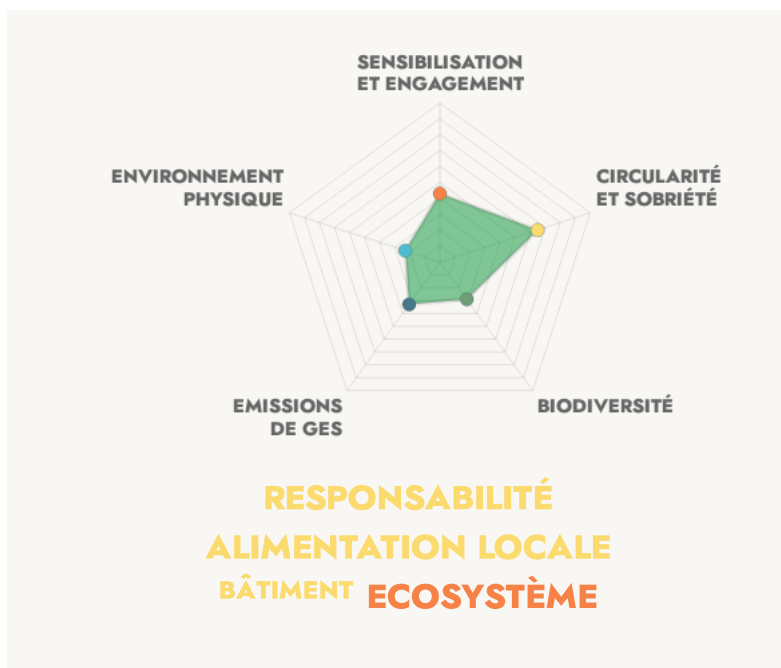 SENSIBILISATION
ET ENGAGEMENT
ENVIRONNEMENT
PHYSIQUE
CIRCULARITÉ
ET SOBRIÉTÉ
EMISSIONS
DE GES
BIODIVERSITÉ
RESPONSABILITÉ
ALIMENTATION LOCALE
BÂTIMENT ECOSYSTÈME